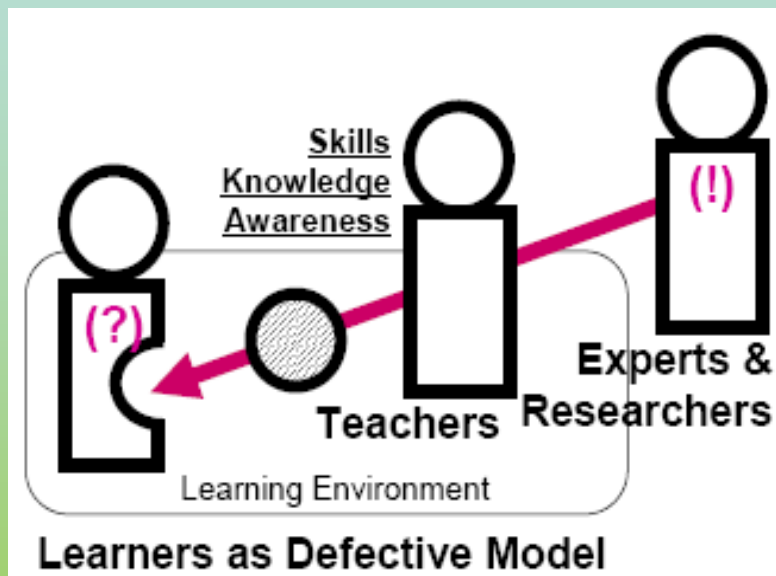 Skills
Knowledge
Awareness
(!)
(?)
Experts &
Teachers
Researchers
Learning Environment
Learners as Defective Model